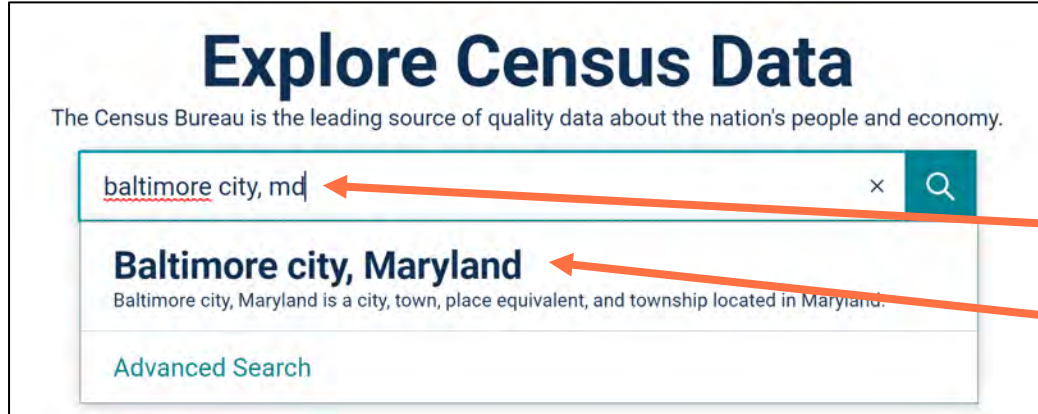 Explore Census Data
The Census Bureau is the leading source of quality data about the nation's people and economy.
baltimore city, md
Baltimore city, Maryland
Baltimore city, Maryland is a city, town, place equivalent, and township located in Maryland.
Advanced Search